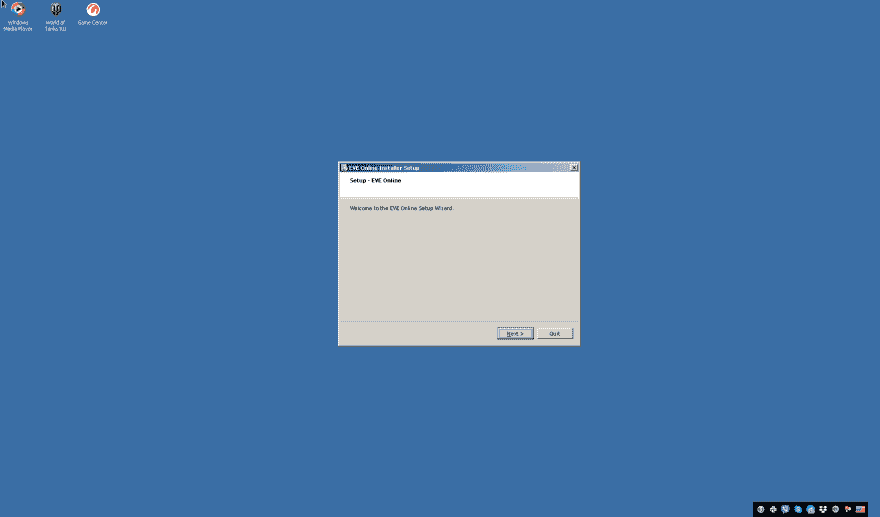 Windows
Media Player
World of
Tanks RU
Game Center
EVE Online Installer Setup
Setup - EVE Online
Welcome to the EVE Online Setup Wizard.
Next >
Quit